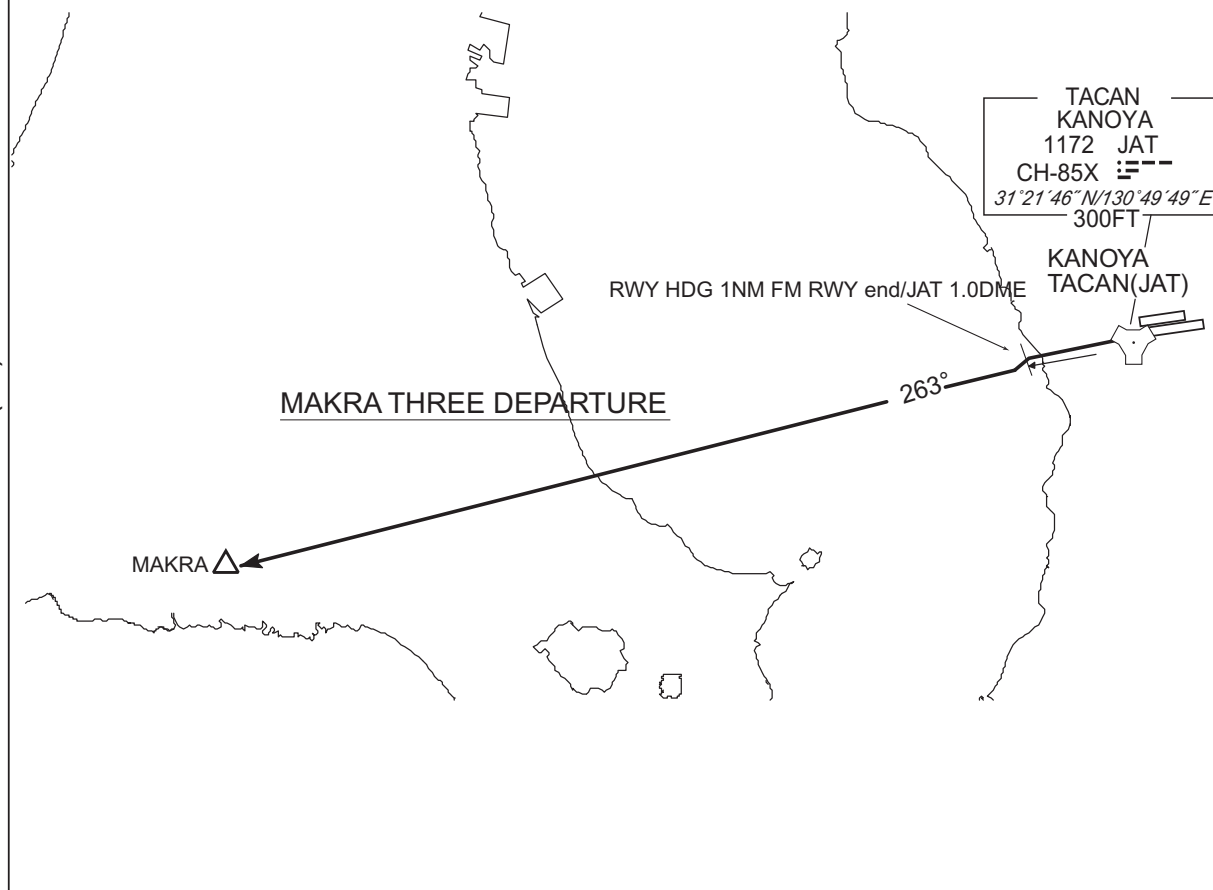 TACAN
KANOYA
1172 JAT
CH-85X
31°21′46″N/130°49′49″E
300FT
KANOYA
TACAN(JAT)
RWY HDG 1NM FM RWY end/JAT 1.0DME
263°
MAKRA THREE DEPARTURE
MAKRA